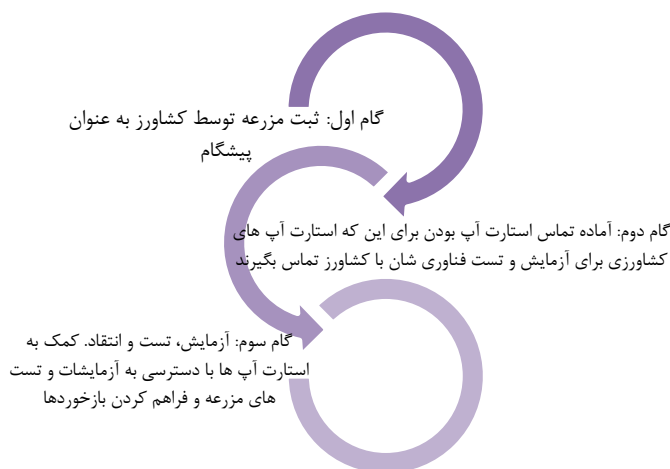 گام اول: ثبت مزرعه توسط کشاورز به عنوان
پیشگام
گام دوم: آماده تماس استارت آپ بودن برای این که استارت آپ های
کشاورزی برای آزمایش و تست فناوری شان با کشاورز تماس بگیرند
گام سوم: آزمایش، تست و انتقاد. کمک به
استارت آپ ها با دسترسی به آزمایشات و تست
های مزرعه و فراهم کردن بازخوردها